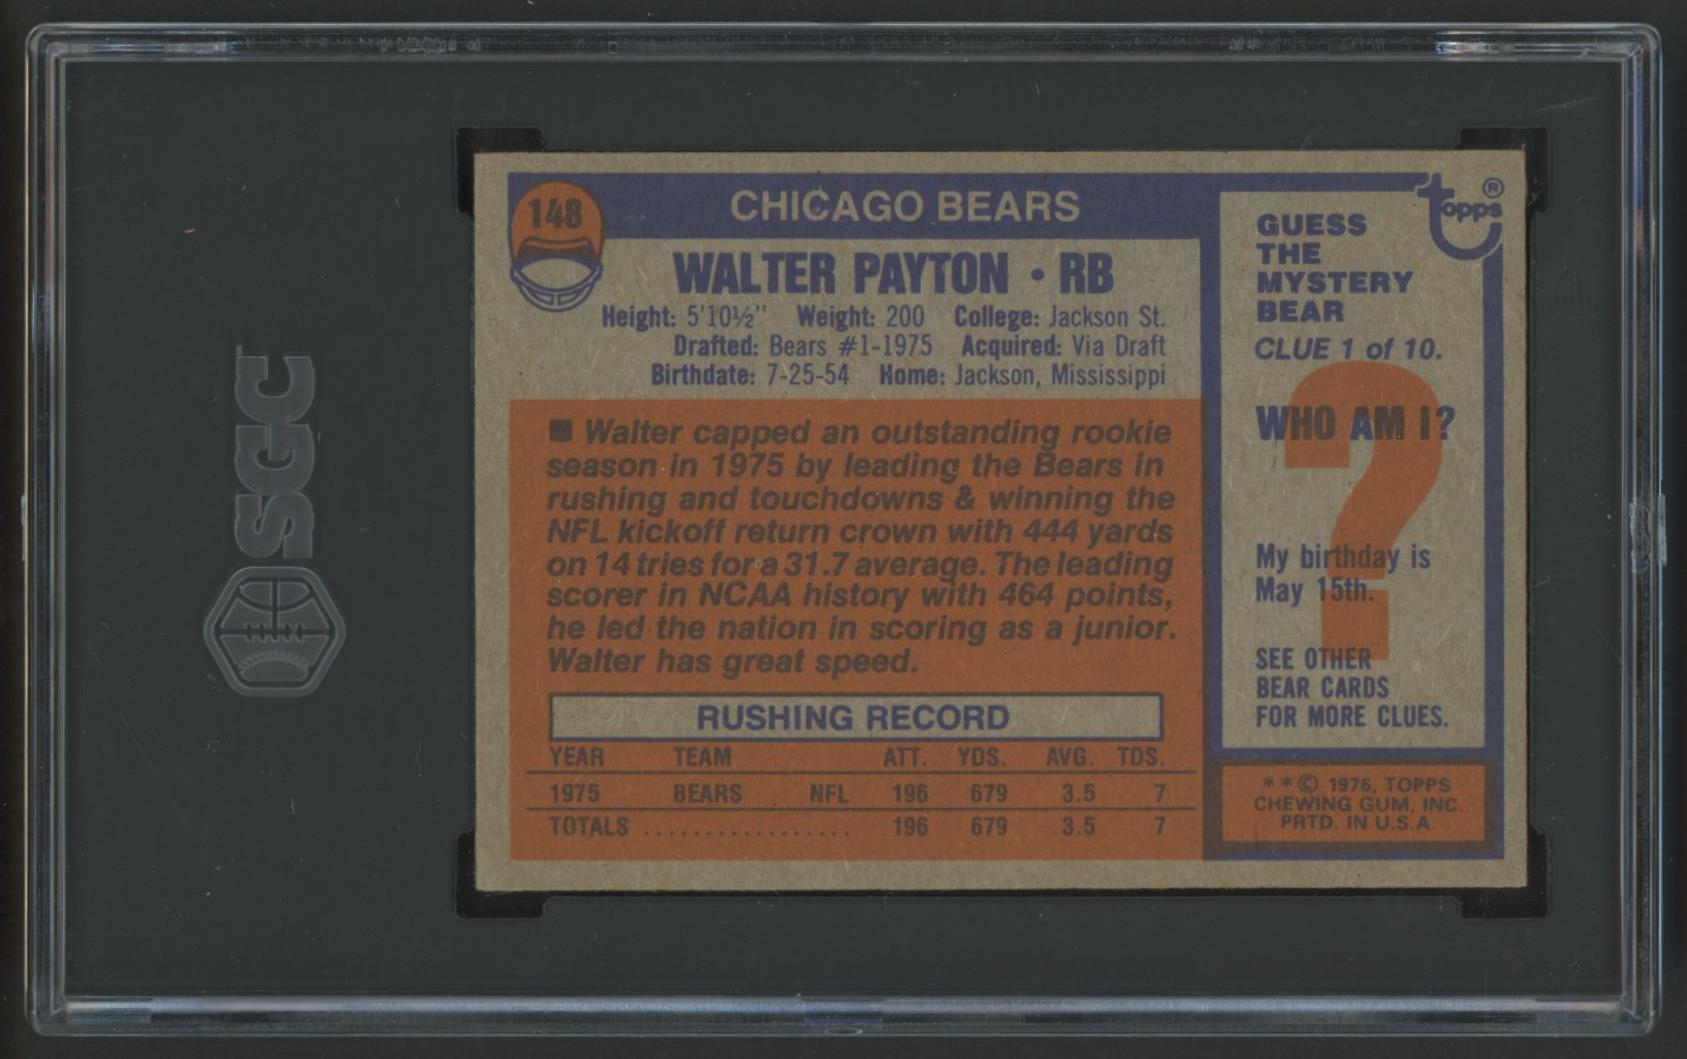 SGC
148
CHICAGO BEARS
WALTER PAYTON • RB
Height: 5'10½" Weight: 200 College: Jackson St.
Drafted: Bears #1-1975 Acquired: Via Draft
Birthdate: 7-25-54 Home: Jackson, Mississippi
■ Walter capped an outstanding rookie
season in 1975 by leading the Bears in
rushing and touchdowns & winning the
NFL kickoff return crown with 444 yards
on 14 tries for a 31.7 average. The leading
scorer in NCAA history with 464 points,
he led the nation in scoring as a junior.
Walter has great speed.
RUSHING RECORD
YEAR TEAM ATT. YDS. AVG. TDS.
1975 BEARS NFL 196 679 3.5 7
TOTALS .................. 196 679 3.5 7
topps®
GUESS
THE
MYSTERY
BEAR
CLUE 1 of 10.
WHO AM I?
?
My birthday is
May 15th.
SEE OTHER
BEAR CARDS
FOR MORE CLUES.
**© 1976, TOPPS
CHEWING GUM, INC.
PRTD. IN U.S.A.